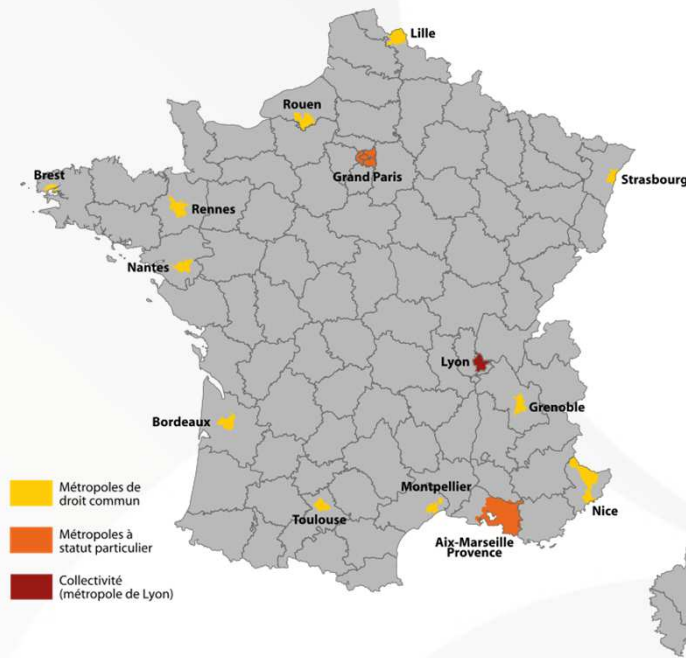 Lille
Rouen
Grand Paris
Strasbourg
Brest
Rennes
Nantes
Lyon
Grenoble
Bordeaux
Montpellier
Toulouse
Nice
Aix-Marseille
Provence
Métropoles de
droit commun
Métropoles à
statut particulier
Collectivité
(métropole de Lyon)